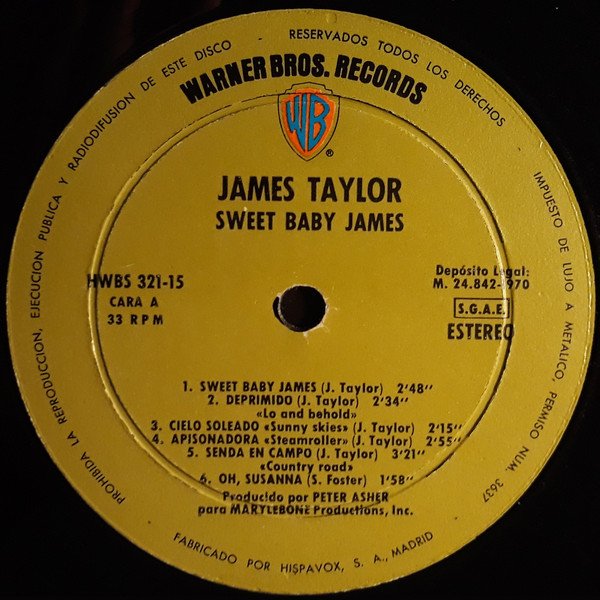 PROHIBIDA LA REPRODUCCION, EJECUCION PUBLICA Y RADIODIFUSION DE ESTE DISCO - RESERVADOS TODOS LOS DERECHOS
IMPUESTO DE LUJO A METALICO, PERMISO NUM. 3637
WARNER BROS. RECORDS
WB
®
JAMES TAYLOR
SWEET BABY JAMES
HWBS 321-15
CARA A
33 RPM
Depósito Legal:
M. 24.842-1970
S.G.A.E.
ESTEREO
1. SWEET BABY JAMES (J. Taylor) 2'48''
2. DEPRIMIDO (J. Taylor) 2'34''
«Lo and behold»
3. CIELO SOLEADO «Sunny skies» (J. Taylor) 2'15''
4. APISONADORA «Steamroller» (J. Taylor) 2'55''
5. SENDA EN CAMPO (J. Taylor) 3'21''
«Country road»
6. OH, SUSANNA (S. Foster) 1'58''
Producido por PETER ASHER
para MARYLEBONE Productions, Inc.
FABRICADO POR HISPAVOX, S. A., MADRID